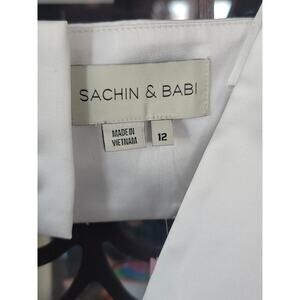 SACHIN & BABI
MADE IN
VIETNAM
12